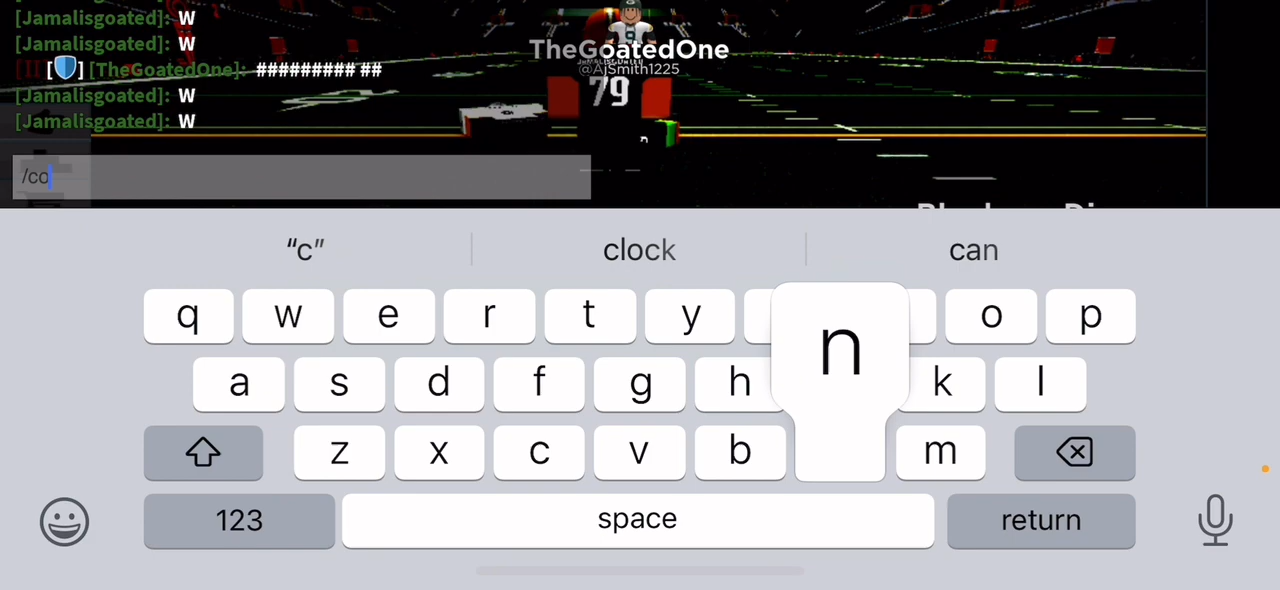 [Jamalisgoated]: W
[Jamalisgoated]: W
[TheGoatedOne]: ######### ##
[Jamalisgoated]: W
[Jamalisgoated]: W
TheGoatedOne
@AjSmith1225
79
/co
"c" clock can
q w e r t y o p
a s d f g h k l
n
z x c v b m
123 space return